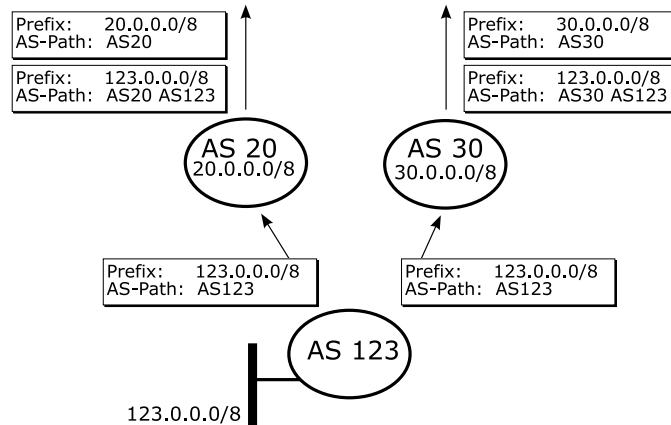 Prefix: 20.0.0.0/8
AS-Path: AS20
Prefix: 123.0.0.0/8
AS-Path: AS20 AS123
Prefix: 30.0.0.0/8
AS-Path: AS30
Prefix: 123.0.0.0/8
AS-Path: AS30 AS123
AS 20
20.0.0.0/8
AS 30
30.0.0.0/8
Prefix: 123.0.0.0/8
AS-Path: AS123
Prefix: 123.0.0.0/8
AS-Path: AS123
AS 123
123.0.0.0/8